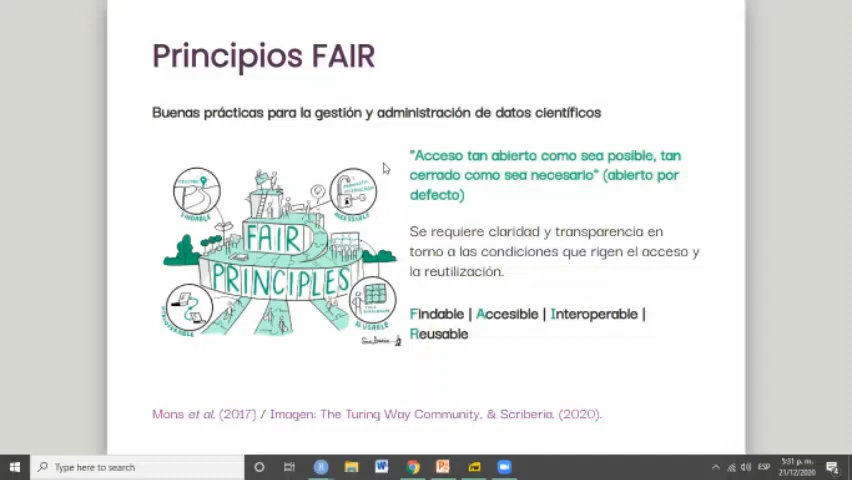 Principios FAIR
Buenas prácticas para la gestión y administración de datos científicos
"Acceso tan abierto como sea posible, tan
cerrado como sea necesario" (abierto por
defecto)
Se requiere claridad y transparencia en
torno a las condiciones que rigen el acceso y
la reutilización.
Findable | Accesible | Interoperable |
Reusable
FINDABLE
ACCESSIBLE
FAIR
PRINCIPLES
INTEROPERABLE
REUSABLE
Mons et al. (2017) / Imagen: The Turing Way Community, & Scriberia. (2020).
Type here to search
ESP
5:31 p. m.
21/12/2020